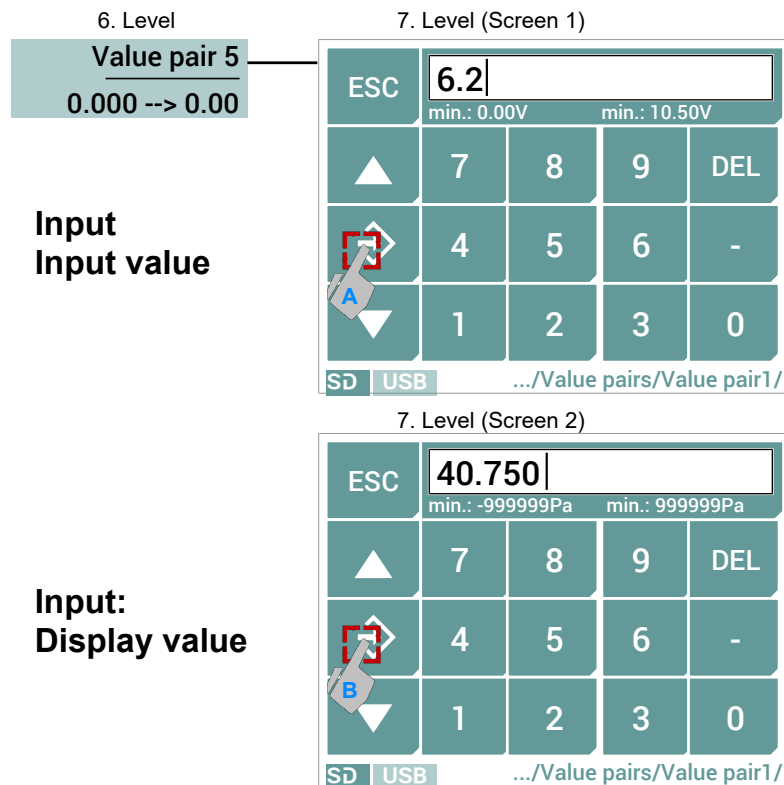 6. Level
7. Level (Screen 1)
Value pair 5
0.000 --> 0.00
ESC
6.2
min.: 0.00V min.: 10.50V
7 8 9 DEL
Input
Input value
4 5 6 -
A
1 2 3 0
SD USB .../Value pairs/Value pair1/
7. Level (Screen 2)
ESC
40.750
min.: -999999Pa min.: 999999Pa
7 8 9 DEL
Input:
Display value
4 5 6 -
B
1 2 3 0
SD USB .../Value pairs/Value pair1/